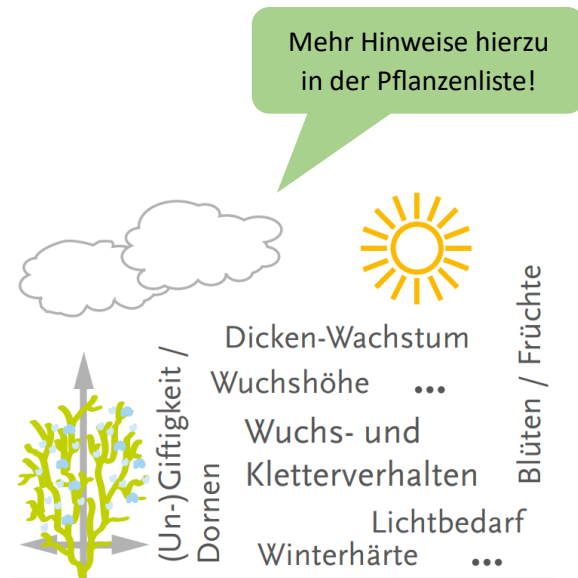 Mehr Hinweise hierzu
in der Pflanzenliste!
Dicken-Wachstum
Wuchshöhe ...
Wuchs- und
Kletterverhalten
Lichtbedarf
Winterhärte ...
(Un-)Giftigkeit /
Dornen
Blüten / Früchte